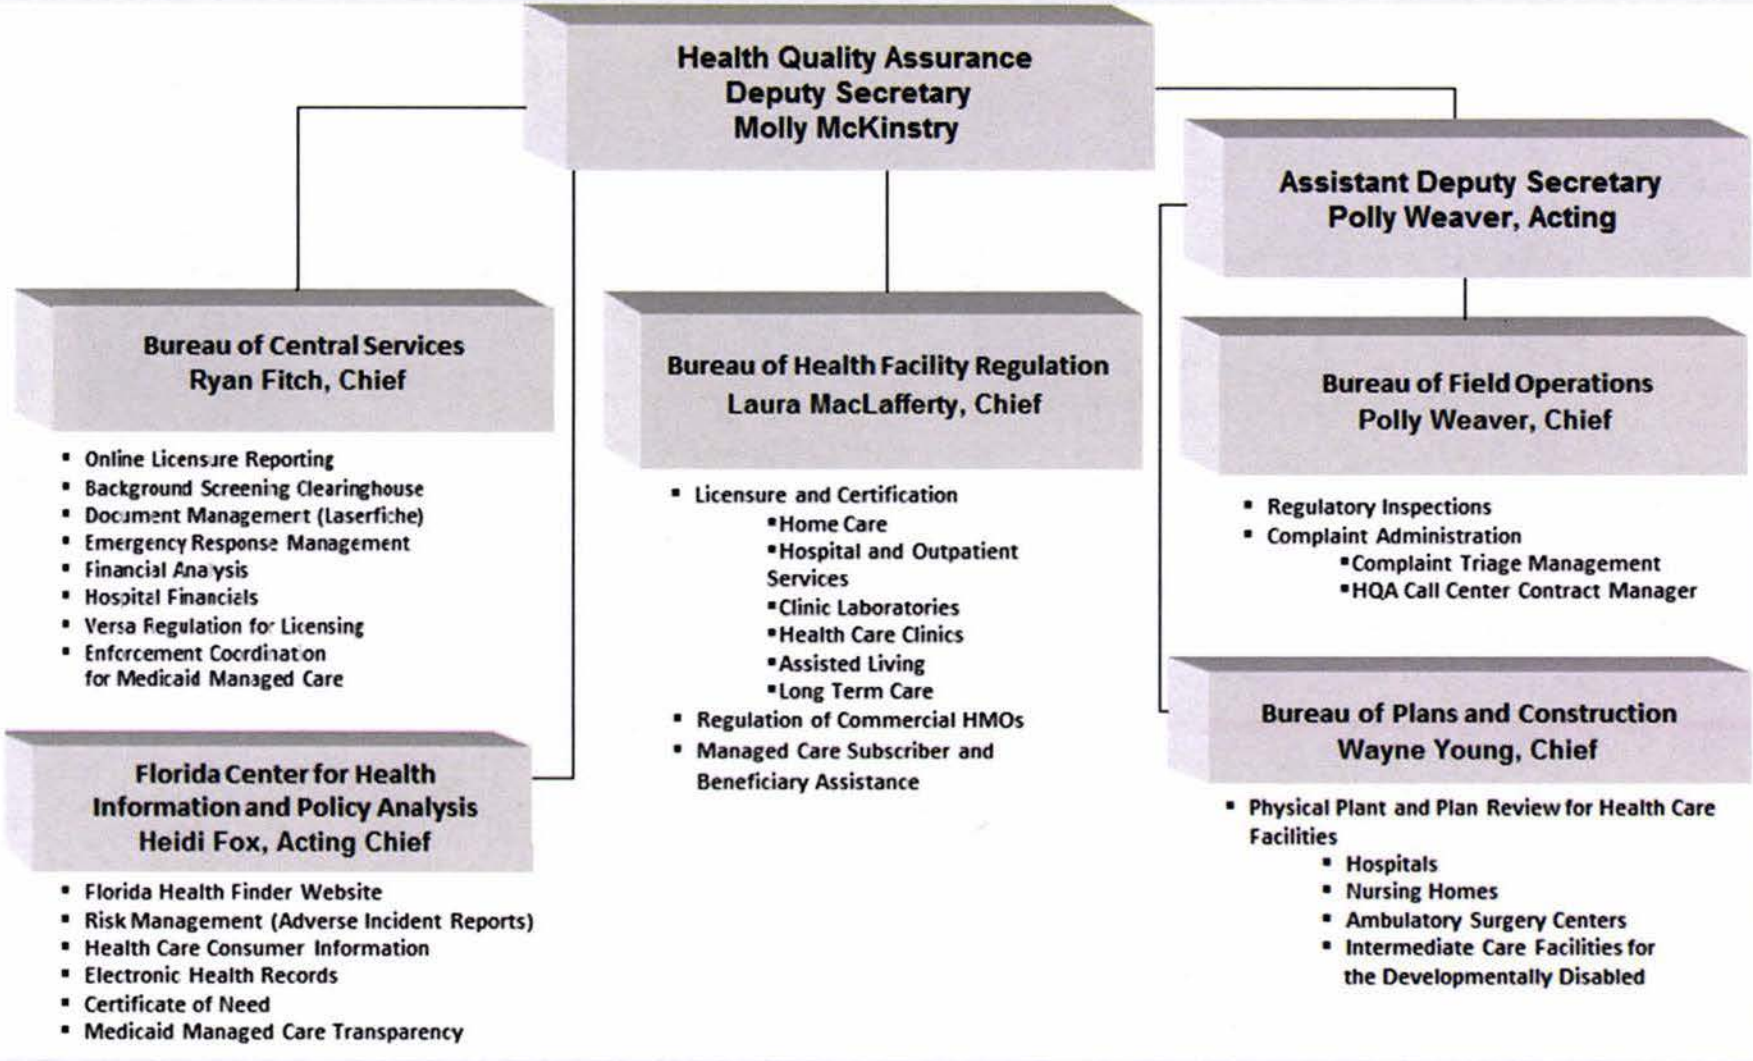 Health Quality Assurance
Deputy Secretary
Molly McKinstry
Assistant Deputy Secretary
Polly Weaver, Acting
Bureau of Central Services
Ryan Fitch, Chief
▪ Online Licensure Reporting
▪ Background Screening Clearinghouse
▪ Document Management (Laserfiche)
▪ Emergency Response Management
▪ Financial Analysis
▪ Hospital Financials
▪ Versa Regulation for Licensing
▪ Enforcement Coordination
for Medicaid Managed Care
Florida Center for Health
Information and Policy Analysis
Heidi Fox, Acting Chief
▪ Florida Health Finder Website
▪ Risk Management (Adverse Incident Reports)
▪ Health Care Consumer Information
▪ Electronic Health Records
▪ Certificate of Need
▪ Medicaid Managed Care Transparency
Bureau of Health Facility Regulation
Laura MacLafferty, Chief
▪ Licensure and Certification
▪Home Care
▪Hospital and Outpatient
Services
▪Clinic Laboratories
▪Health Care Clinics
▪Assisted Living
▪Long Term Care
▪ Regulation of Commercial HMOs
▪ Managed Care Subscriber and
Beneficiary Assistance
Bureau of Field Operations
Polly Weaver, Chief
▪ Regulatory Inspections
▪ Complaint Administration
▪Complaint Triage Management
▪HQA Call Center Contract Manager
Bureau of Plans and Construction
Wayne Young, Chief
▪ Physical Plant and Plan Review for Health Care
Facilities
▪ Hospitals
▪ Nursing Homes
▪ Ambulatory Surgery Centers
▪ Intermediate Care Facilities for
the Developmentally Disabled